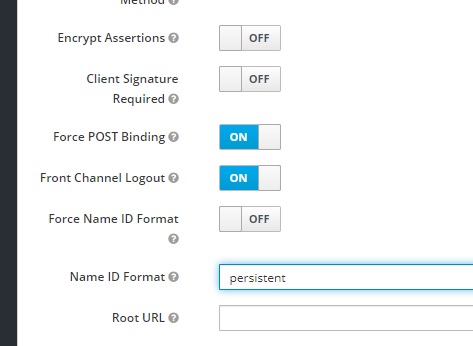 Encrypt Assertions OFF
Client Signature OFF
Required
Force POST Binding ON
Front Channel Logout ON
Force Name ID Format OFF
Name ID Format persistent
Root URL